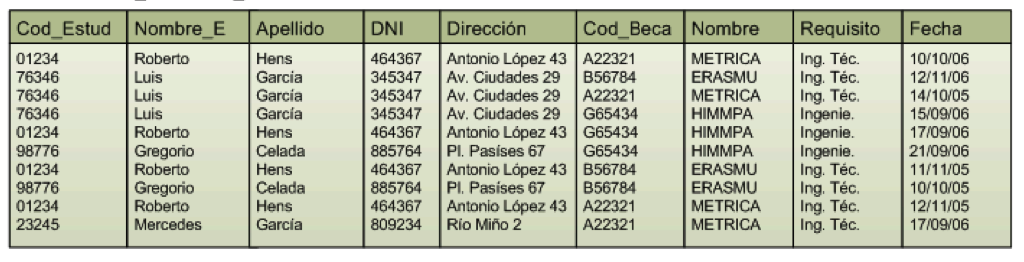 Cod_Estud Nombre_E Apellido DNI Dirección Cod_Beca Nombre Requisito Fecha
01234 Roberto Hens 464367 Antonio López 43 A22321 METRICA Ing. Téc. 10/10/06
76346 Luis García 345347 Av. Ciudades 29 B56784 ERASMU Ing. Téc. 12/11/06
76346 Luis García 345347 Av. Ciudades 29 A22321 METRICA Ing. Téc. 14/10/05
76346 Luis García 345347 Av. Ciudades 29 G65434 HIMMPA Ingenie. 15/09/06
01234 Roberto Hens 464367 Antonio López 43 G65434 HIMMPA Ingenie. 17/09/06
98776 Gregorio Celada 885764 Pl. Pasíses 67 G65434 HIMMPA Ingenie. 21/09/06
01234 Roberto Hens 464367 Antonio López 43 B56784 ERASMU Ing. Téc. 11/11/05
98776 Gregorio Celada 885764 Pl. Pasíses 67 B56784 ERASMU Ing. Téc. 10/10/05
01234 Roberto Hens 464367 Antonio López 43 A22321 METRICA Ing. Téc. 12/11/05
23245 Mercedes García 809234 Río Miño 2 A22321 METRICA Ing. Téc. 17/09/06